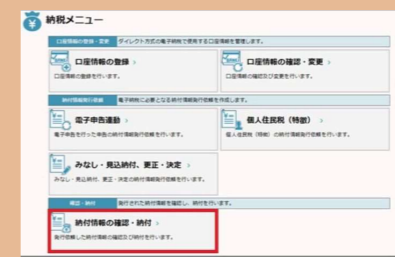 納税メニュー
口座情報の登録・変更 ダイレクト方式の電子納税で使用する口座情報を管理します。
口座情報の登録 >
口座情報の登録を行います。
口座情報の確認・変更 >
口座情報の確認及び変更を行います。
納付情報発行依頼 電子納税に必要となる納付情報発行依頼を作成します。
電子申告連動 >
電子申告を行った申告の納付情報発行依頼を行います。
個人住民税（特徴） >
個人住民税（特徴）の納付情報発行依頼を行います。
みなし・見込納付、更正・決定 >
みなし・見込納付、更正・決定の納付情報発行依頼を行います。
確認・納付 発行された納付情報を確認し、納付を行います。
納付情報の確認・納付 >
発行依頼した納付情報の確認及び納付を行います。